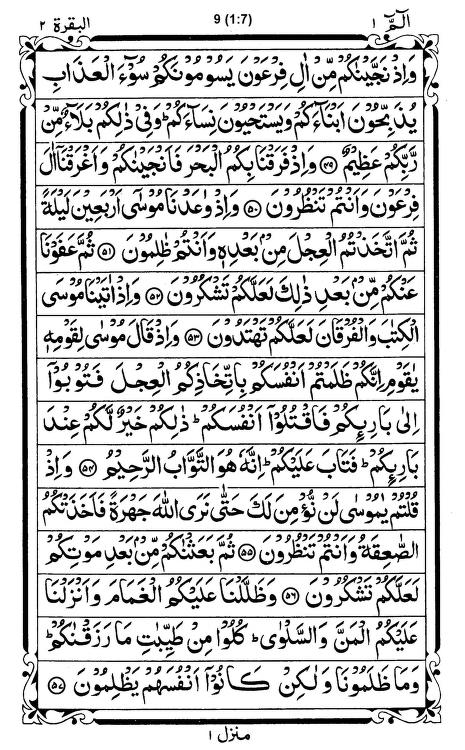 البقرة ٢ 9 (1:7) الٓمّٓ ١
وَاِذْ نَجَّيْنٰكُمْ مِّنْ اٰلِ فِرْعَوْنَ يَسُوْمُوْنَكُمْ سُوْٓءَ الْعَذَابِ
يُذَبِّحُوْنَ اَبْنَآءَكُمْ وَيَسْتَحْيُوْنَ نِسَآءَكُمْ ؕ وَفِىْ ذٰلِكُمْ بَلَآءٌ مِّنْ
رَّبِّكُمْ عَظِيْمٌ ﴿۴۹﴾ وَاِذْ فَرَقْنَا بِكُمُ الْبَحْرَ فَاَنْجَيْنٰكُمْ وَاَغْرَقْنَآ اٰلَ
فِرْعَوْنَ وَاَنْتُمْ تَنْظُرُوْنَ ﴿۵۰﴾ وَاِذْ وٰعَدْنَا مُوْسٰٓى اَرْبَعِيْنَ لَيْلَةً
ثُمَّ اتَّخَذْتُمُ الْعِجْلَ مِنْۢ بَعْدِهٖ وَاَنْتُمْ ظٰلِمُوْنَ ﴿۵۱﴾ ثُمَّ عَفَوْنَا
عَنْكُمْ مِّنْۢ بَعْدِ ذٰلِكَ لَعَلَّكُمْ تَشْكُرُوْنَ ﴿۵۲﴾ وَاِذْ اٰتَيْنَا مُوْسَى
الْكِتٰبَ وَالْفُرْقَانَ لَعَلَّكُمْ تَهْتَدُوْنَ ﴿۵۳﴾ وَاِذْ قَالَ مُوْسٰى لِقَوْمِهٖ
يٰقَوْمِ اِنَّكُمْ ظَلَمْتُمْ اَنْفُسَكُمْ بِاتِّخَاذِكُمُ الْعِجْلَ فَتُوْبُوْٓا
اِلٰى بَارِئِكُمْ فَاقْتُلُوْٓا اَنْفُسَكُمْ ؕ ذٰلِكُمْ خَيْرٌ لَّكُمْ عِنْدَ
بَارِئِكُمْ ؕ فَتَابَ عَلَيْكُمْ ؕ اِنَّهٗ هُوَ التَّوَّابُ الرَّحِيْمُ ﴿۵۴﴾ وَاِذْ
قُلْتُمْ يٰمُوْسٰى لَنْ نُّؤْمِنَ لَكَ حَتّٰى نَرَى اللّٰهَ جَهْرَةً فَاَخَذَتْكُمُ
الصّٰعِقَةُ وَاَنْتُمْ تَنْظُرُوْنَ ﴿۵۵﴾ ثُمَّ بَعَثْنٰكُمْ مِّنْۢ بَعْدِ مَوْتِكُمْ
لَعَلَّكُمْ تَشْكُرُوْنَ ﴿۵۶﴾ وَظَلَّلْنَا عَلَيْكُمُ الْغَمَامَ وَاَنْزَلْنَا
عَلَيْكُمُ الْمَنَّ وَالسَّلْوٰى ؕ كُلُوْا مِنْ طَيِّبٰتِ مَا رَزَقْنٰكُمْ ؕ
وَمَا ظَلَمُوْنَا وَلٰكِنْ كَانُوْٓا اَنْفُسَهُمْ يَظْلِمُوْنَ ﴿۵۷﴾
منزل ١